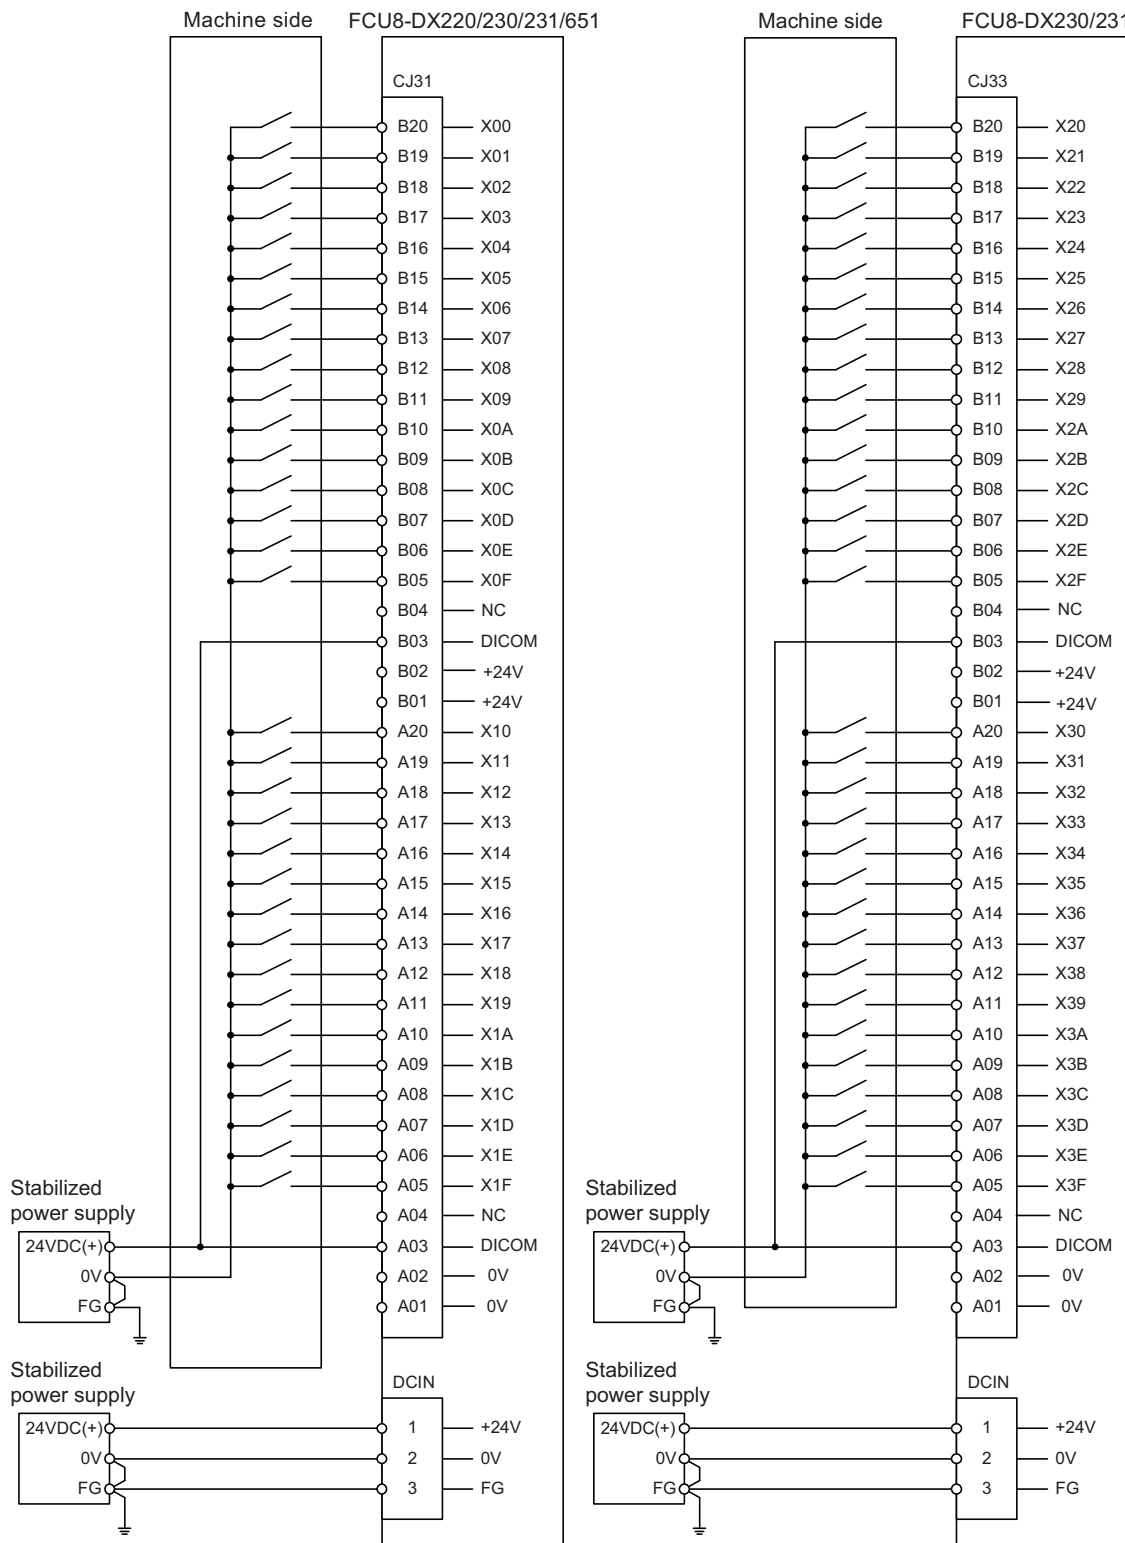 Machine side FCU8-DX220/230/231/651
CJ31
B20 X00
B19 X01
B18 X02
B17 X03
B16 X04
B15 X05
B14 X06
B13 X07
B12 X08
B11 X09
B10 X0A
B09 X0B
B08 X0C
B07 X0D
B06 X0E
B05 X0F
B04 NC
B03 DICOM
B02 +24V
B01 +24V
A20 X10
A19 X11
A18 X12
A17 X13
A16 X14
A15 X15
A14 X16
A13 X17
A12 X18
A11 X19
A10 X1A
A09 X1B
A08 X1C
A07 X1D
A06 X1E
A05 X1F
A04 NC
A03 DICOM
A02 0V
A01 0V
Stabilized
power supply
24VDC(+)
0V
FG
Stabilized
power supply
24VDC(+)
0V
FG
DCIN
1 +24V
2 0V
3 FG
Machine side FCU8-DX230/231
CJ33
B20 X20
B19 X21
B18 X22
B17 X23
B16 X24
B15 X25
B14 X26
B13 X27
B12 X28
B11 X29
B10 X2A
B09 X2B
B08 X2C
B07 X2D
B06 X2E
B05 X2F
B04 NC
B03 DICOM
B02 +24V
B01 +24V
A20 X30
A19 X31
A18 X32
A17 X33
A16 X34
A15 X35
A14 X36
A13 X37
A12 X38
A11 X39
A10 X3A
A09 X3B
A08 X3C
A07 X3D
A06 X3E
A05 X3F
A04 NC
A03 DICOM
A02 0V
A01 0V
Stabilized
power supply
24VDC(+)
0V
FG
Stabilized
power supply
24VDC(+)
0V
FG
DCIN
1 +24V
2 0V
3 FG